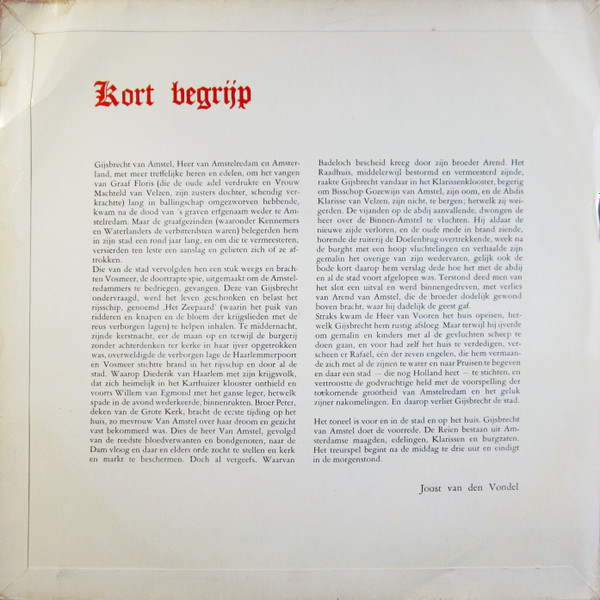 Kort begrijp
Gijsbrecht van Amstel, Heer van Amstelredam en Amster-
land, met meer treffelijke heren en edelen, om het vangen
van Graaf Floris (die de oude adel verdrukte en Vrouw
Machteld van Velzen, zijn zusters dochter, schendig ver-
krachtte) lang in ballingschap omgezworven hebbende,
kwam na de dood van 's graven erfgenaam weder te Am-
stelredam. Maar de graafgezinden (waaronder Kennemers
en Waterlanders de verbittersten waren) belegerden hem
in zijn stad een rond jaar lang, en om die te vermeesteren,
versierden ten leste een aanslag en gelieten zich of ze af-
trokken.
Die van de stad vervolgden hen een stuk weegs en brach-
ten Vosmeer, de doortrapte spie, uitgemaakt om de Amstel-
redammers te bedriegen, gevangen. Deze van Gijsbrecht
ondervraagd, werd het leven geschonken en belast het
rijsschip, genoemd ‚Het Zeepaard' (waarin het puik van
ridderen en knapen en de bloem der krijgslieden met de
reus verborgen lagen) te helpen inhalen. Te middernacht,
zijnde kerstnacht, eer de maan op en terwijl de burgerij
zonder achterdenken ter kerke in haar ijver opgetrokken
was, overweldigde de verborgen lage de Haarlemmerpoort
en Vosmeer stichtte brand in het rijsschip en door al de
stad. Waarop Diederik van Haarlem met zijn krijgsvolk,
dat zich heimelijk in het Karthuizer klooster onthield en
voorts Willem van Egmond met het ganse leger, hetwelk
spade in de avond wederkeerde, binnenrukten. Broer Peter,
deken van de Grote Kerk, bracht de eerste tijding op het
huis, zo mevrouw Van Amstel over haar droom en gezicht
vast bekommerd was. Dies de heer Van Amstel, gevolgd
van de reedste bloedverwanten en bondgenoten, naar de
Dam vloog en daar en elders orde zocht te stellen en kerk
en markt te beschermen. Doch al vergeefs. Waarvan
Badeloch bescheid kreeg door zijn broeder Arend. Het
Raadhuis, middelerwijl bestormd en vermeesterd zijnde,
raakte Gijsbrecht vandaar in het Klarissenklooster, begerig
om Bisschop Gozewijn van Amstel, zijn oom, en de Abdis
Klarisse van Velzen, zijn nicht, te bergen; hetwelk zij wei-
gerden. De vijanden op de abdij aanvallende, dwongen de
heer over de Binnen-Amstel te vluchten. Hij aldaar de
nieuwe zijde verloren, en de oude mede in brand ziende,
horende de ruiterij de Doelenbrug overtrekkende, week na
de burght met een hoop vluchtelingen en verhaalde zijn
gemalin het overige van zijn wedervaren, gelijk ook de
bode kort daarop hem verslag dede hoe het met de abdij
en al de stad voort afgelopen was. Terstond deed men van
het slot een uitval en werd binnengedreven, met verlies
van Arend van Amstel, die de broeder dodelijk gewond
boven bracht, waar hij dadelijk de geest gaf.
Straks kwam de Heer van Vooren het huis opeisen, het-
welk Gijsbrecht hem rustig afsloeg. Maar terwijl hij ijverde
om gemalin en kinders met al de gevluchten scheep te
doen gaan, en voor had zelf het huis te verdedigen, ver-
scheen er Rafaël, één der zeven engelen, die hem vermaan-
de zich met al de zijnen te water en naar Pruisen te begeven
en daar een stad — die nog Holland heet — te stichten, en
vertroostte de godvruchtige held met de voorspelling der
toekomende grootheid van Amstelredam en het geluk
zijner nakomelingen. En daarop verliet Gijsbrecht de stad.
Het toneel is voor en in de stad en op het huis. Gijsbrecht
van Amstel doet de voorrede. De Reien bestaan uit Am-
sterdamse maagden, edelingen, Klarissen en burgzaten.
Het treurspel begint na de middag te drie uur en eindigt
in de morgenstond.
Joost van den Vondel